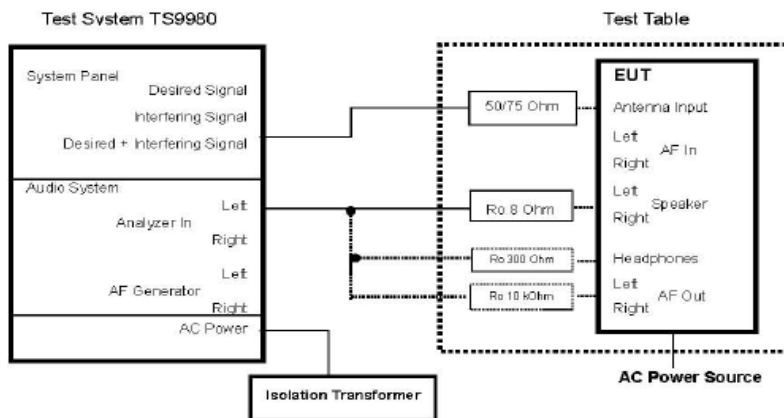 Test System TS9980
Test Table
System Panel
Desired Signal
Interfering Signal
Desired + Interfering Signal
Audio System
Left
Analyzer In
Right
Left
AF Generator
Right
AC Power
Isolation Transformer
50/75 Ohm
Ro 8 Ohm
Ro 300 Ohm
Ro 10 kOhm
EUT
Antenna Input
Left
AF In
Right
Left
Speaker
Right
Headphones
Left
AF Out
Right
AC Power Source